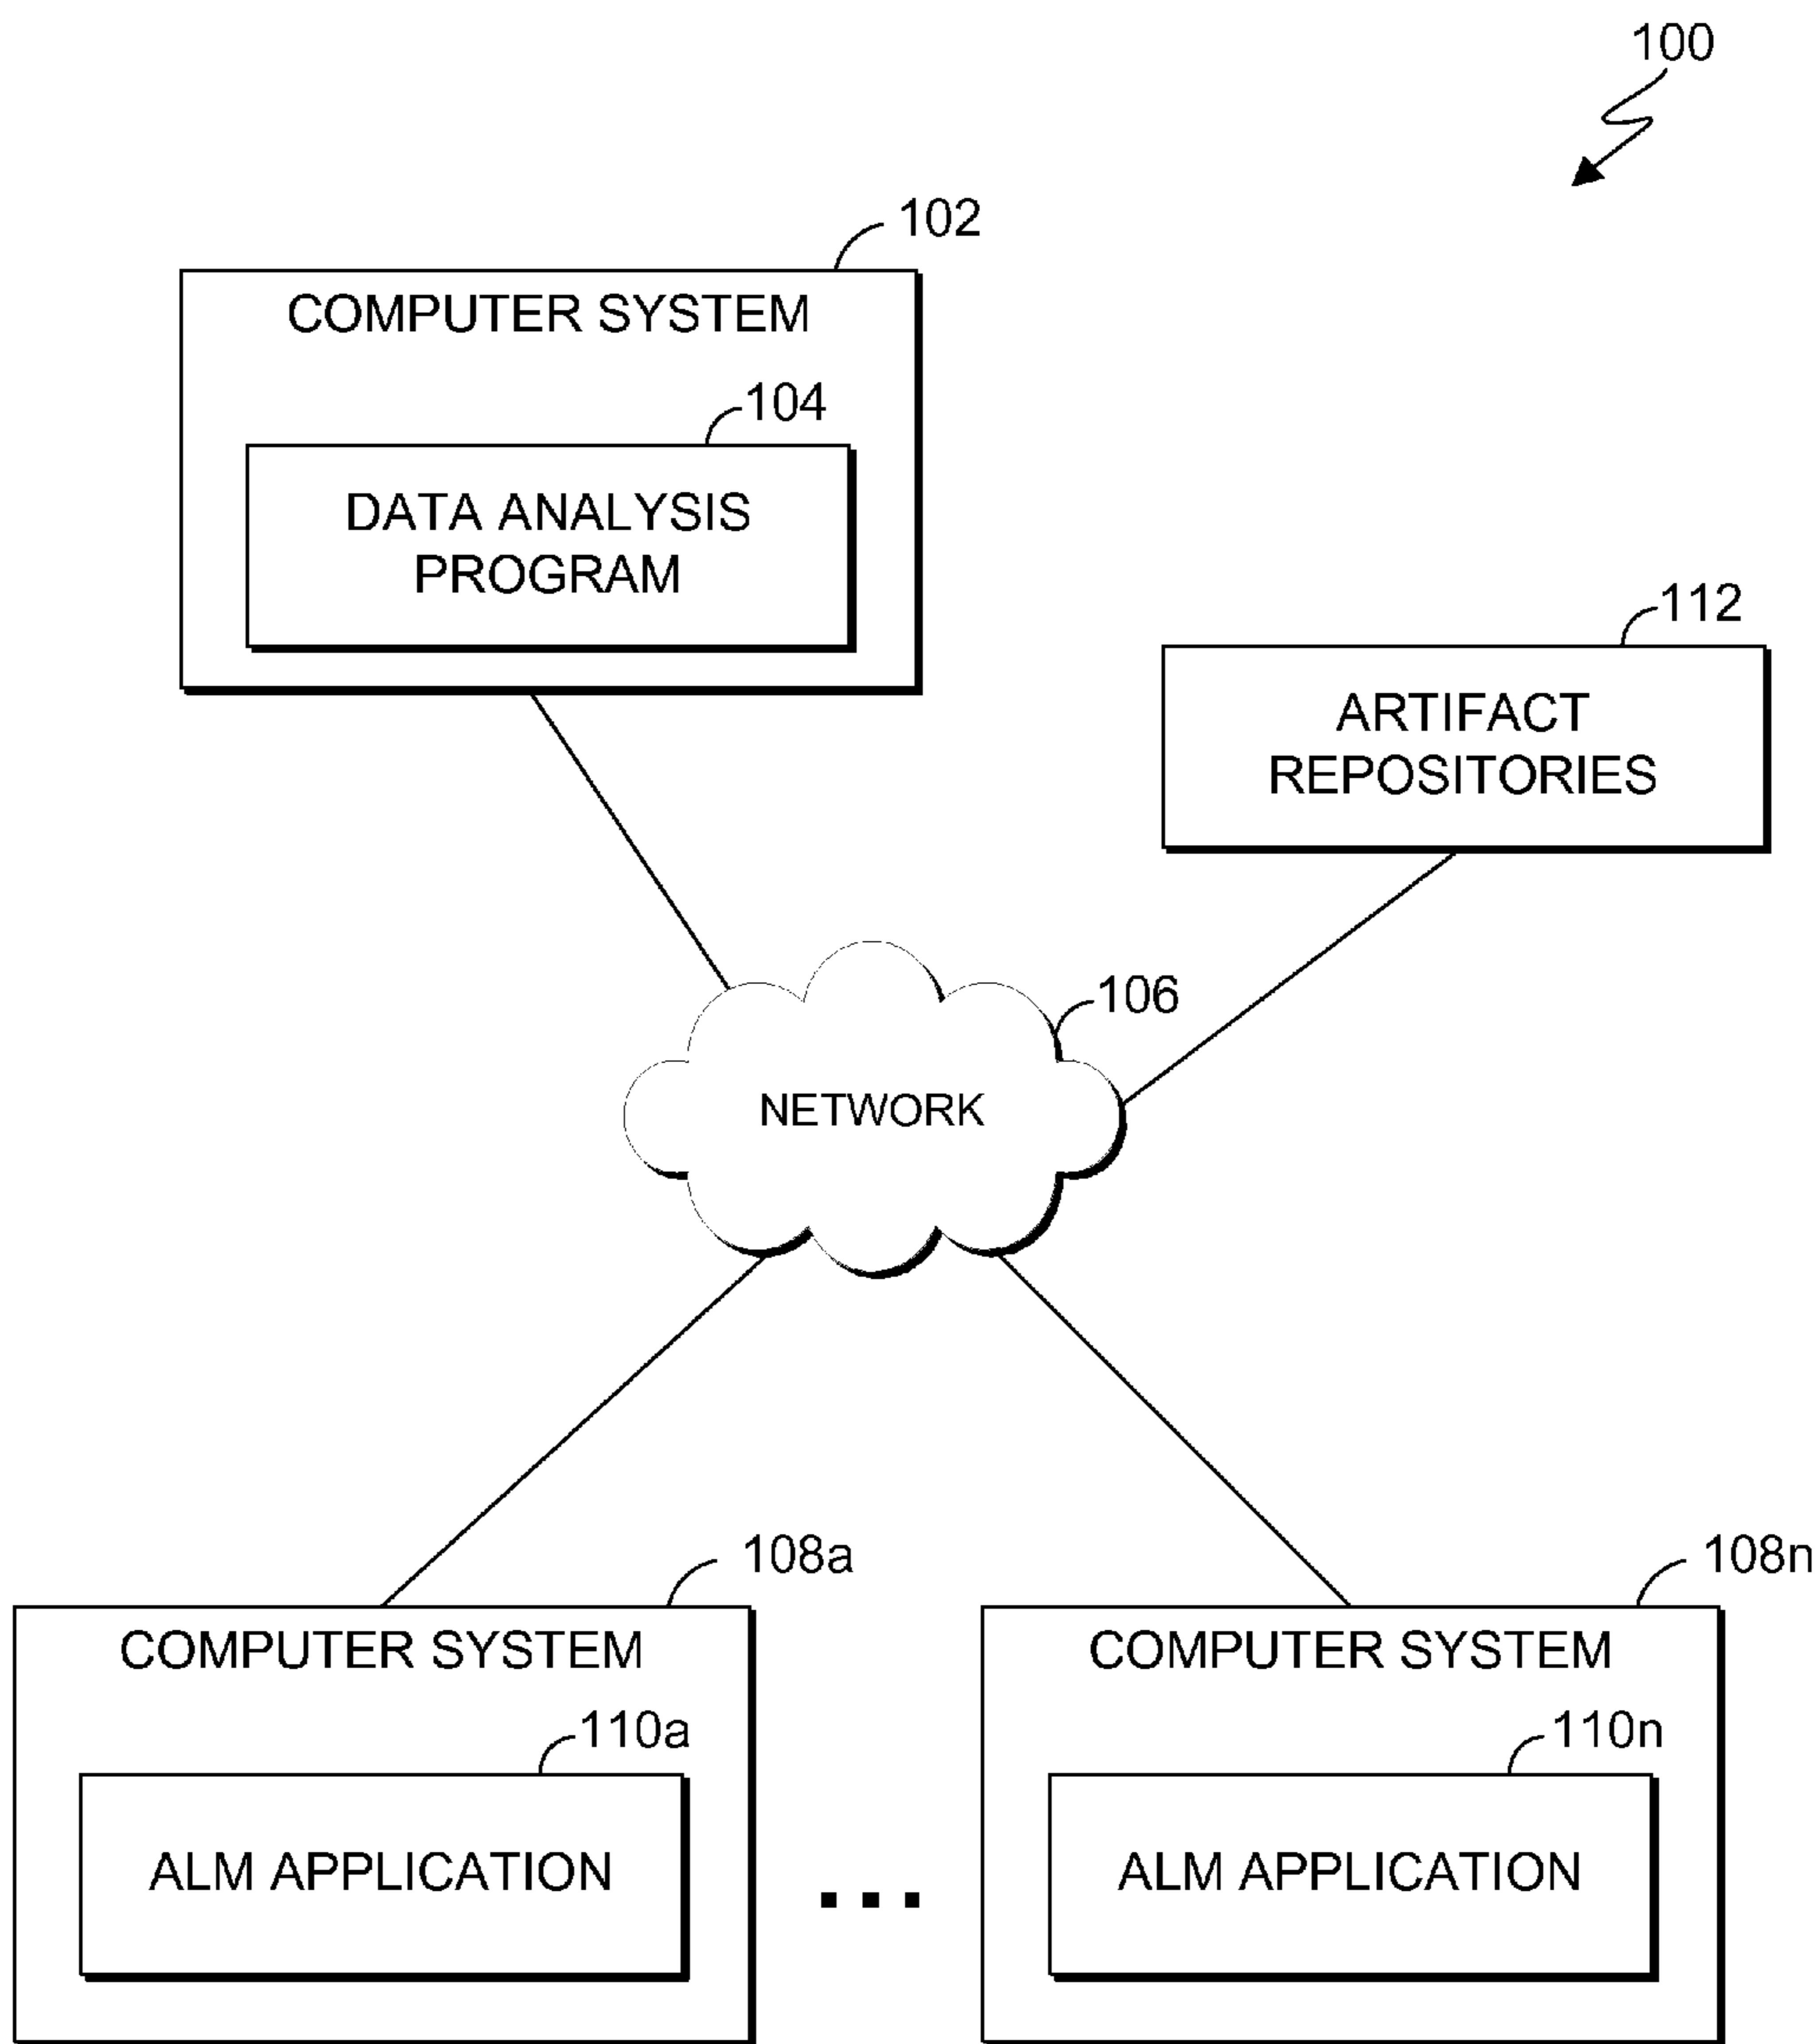 100
102
COMPUTER SYSTEM
104
DATA ANALYSIS
PROGRAM
112
ARTIFACT
REPOSITORIES
106
NETWORK
108a
COMPUTER SYSTEM
110a
ALM APPLICATION
...
108n
COMPUTER SYSTEM
110n
ALM APPLICATION